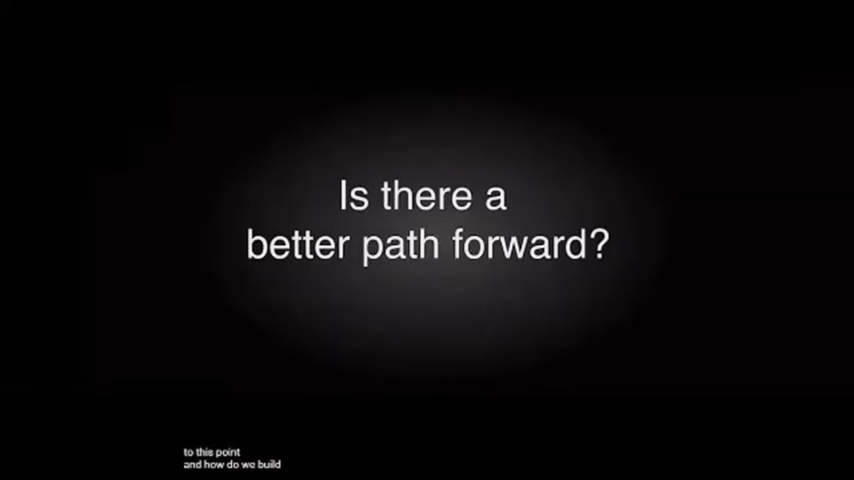 Is there a
better path forward?
to this point
and how do we build